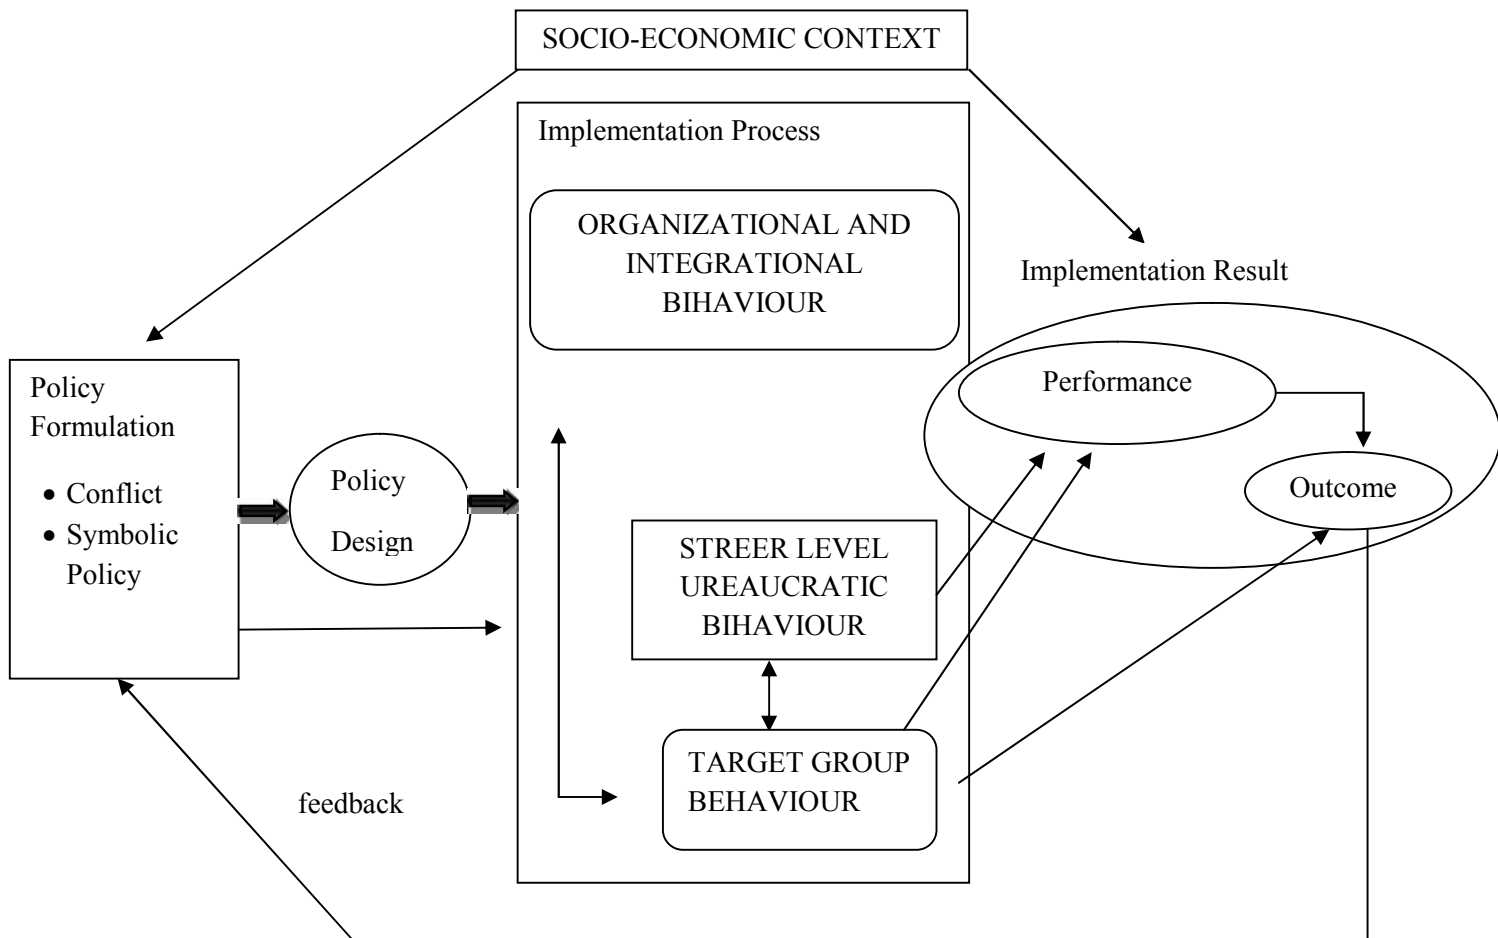 SOCIO-ECONOMIC CONTEXT
Implementation Process
ORGANIZATIONAL AND
INTEGRATIONAL
BIHAVIOUR
Implementation Result
Policy
Formulation
• Conflict
• Symbolic
Policy
Policy
Design
Performance
Outcome
STREER LEVEL
UREAUCRATIC
BIHAVIOUR
TARGET GROUP
BEHAVIOUR
feedback